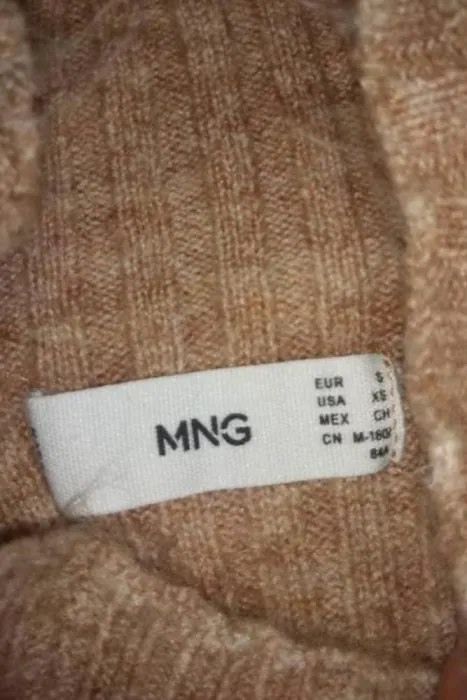 MNG
EUR S
USA XS
MEX CH
CN M-160/
84A